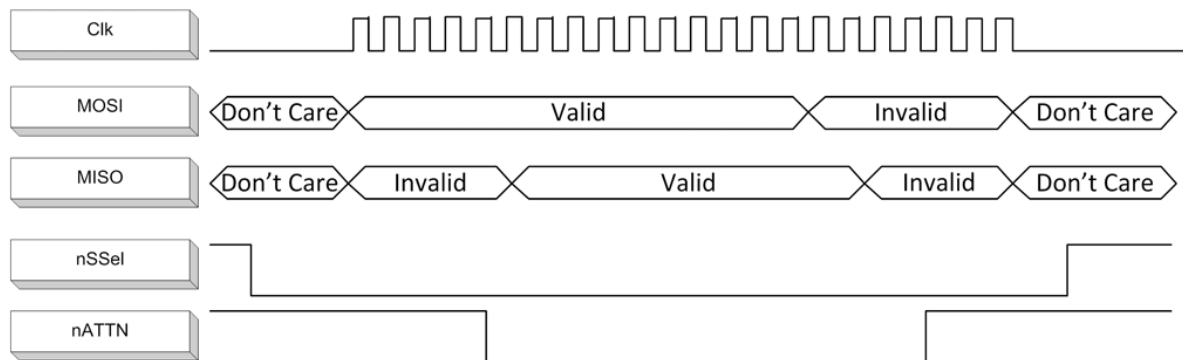 Clk
MOSI
Don't Care Valid Invalid Don't Care
MISO
Don't Care Invalid Valid Invalid Don't Care
nSSel
nATTN